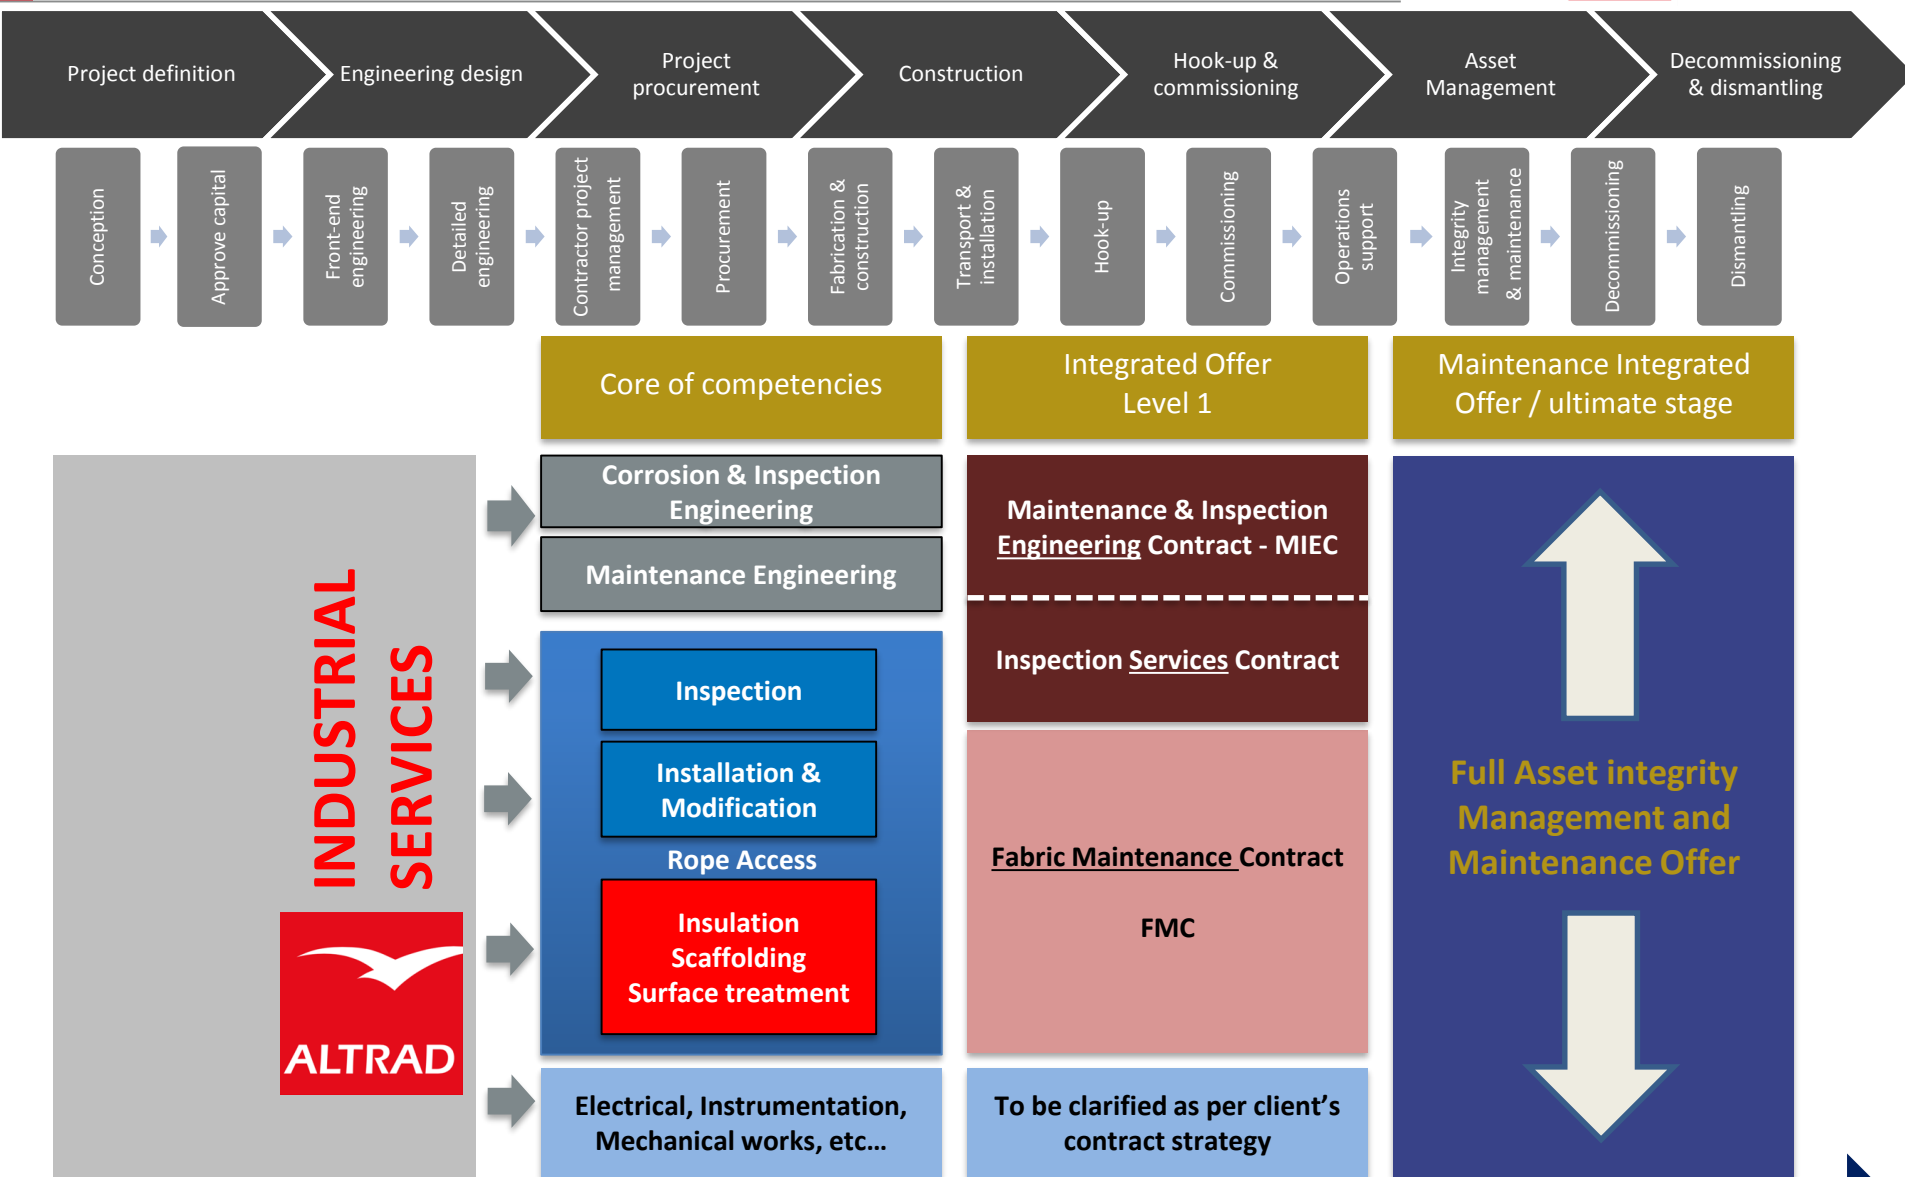 Project definition
Engineering design
Project
procurement
Construction
Hook-up &
commissioning
Asset
Management
Decommissioning
& dismantling
Conception
Approve capital
Front-end
engineering
Detailed
engineering
Contractor project
management
Procurement
Fabrication &
construction
Transport &
installation
Hook-up
Commissioning
Operations
support
Integrity
management
& maintenance
Decommissioning
Dismantling
Core of competencies
Integrated Offer
Level 1
Maintenance Integrated
Offer / ultimate stage
INDUSTRIAL
SERVICES
ALTRAD
Corrosion & Inspection
Engineering
Maintenance Engineering
Inspection
Installation &
Modification
Rope Access
Insulation
Scaffolding
Surface treatment
Electrical, Instrumentation,
Mechanical works, etc...
Maintenance & Inspection
Engineering Contract - MIEC
Inspection Services Contract
Fabric Maintenance Contract
FMC
To be clarified as per client’s
contract strategy
Full Asset integrity
Management and
Maintenance Offer